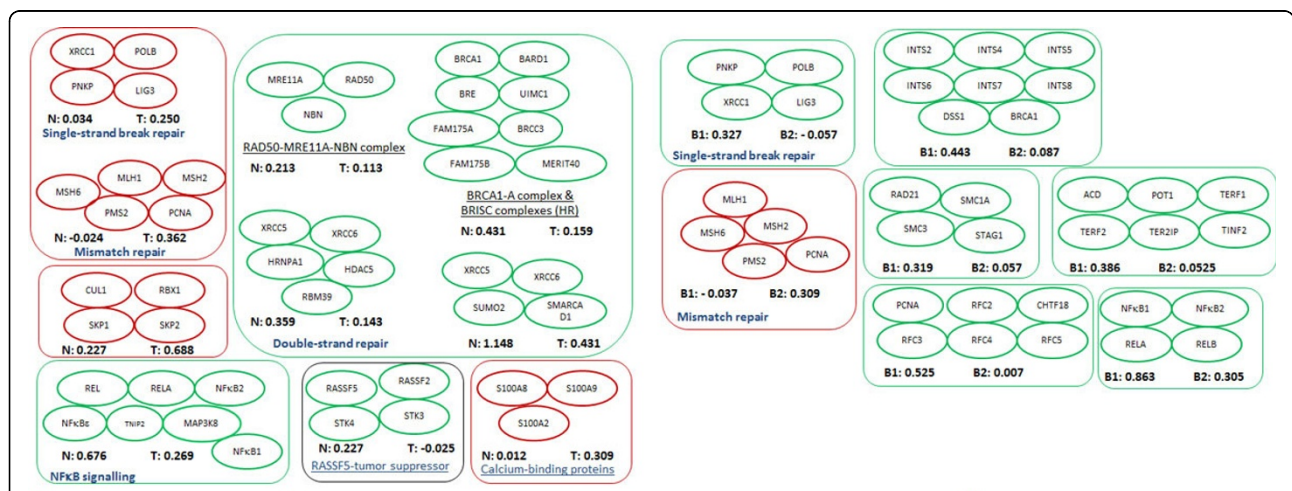 XRCC1 POLB
PNKP LIG3
N: 0.034 T: 0.250
Single-strand break repair
MLH1 MSH2
MSH6
PMS2 PCNA
N: -0.024 T: 0.362
Mismatch repair
CUL1 RBX1
SKP1 SKP2
N: 0.227 T: 0.688
MRE11A RAD50
NBN
RAD50-MRE11A-NBN complex
N: 0.213 T: 0.113
BRCA1 BARD1
BRE UIMC1
FAM175A BRCC3
FAM175B MERIT40
BRCA1-A complex &
BRISC complexes (HR)
N: 0.431 T: 0.159
XRCC5 XRCC6
HRNPA1 HDAC5
RBM39
N: 0.359 T: 0.143
Double-strand repair
XRCC5 XRCC6
SUMO2 SMARCA
D1
N: 1.148 T: 0.431
REL RELA NFκB2
NFκBε TNIP2 MAP3K8
NFκB1
N: 0.676 T: 0.269
NFκB signalling
RASSF5 RASSF2
STK4 STK3
N: 0.227 T: -0.025
RASSF5-tumor suppressor
S100A8 S100A9
S100A2
N: 0.012 T: 0.309
Calcium-binding proteins
PNKP POLB
XRCC1 LIG3
B1: 0.327 B2: - 0.057
Single-strand break repair
MLH1
MSH6 MSH2
PMS2 PCNA
B1: - 0.037 B2: 0.309
Mismatch repair
INTS2 INTS4 INTS5
INTS6 INTS7 INTS8
DSS1 BRCA1
B1: 0.443 B2: 0.087
RAD21 SMC1A
SMC3 STAG1
B1: 0.319 B2: 0.057
ACD POT1 TERF1
TERF2 TER2IP TINF2
B1: 0.386 B2: 0.0525
PCNA RFC2 CHTF18
RFC3 RFC4 RFC5
B1: 0.525 B2: 0.007
NFκB1 NFκB2
RELA RELB
B1: 0.863 B2: 0.305